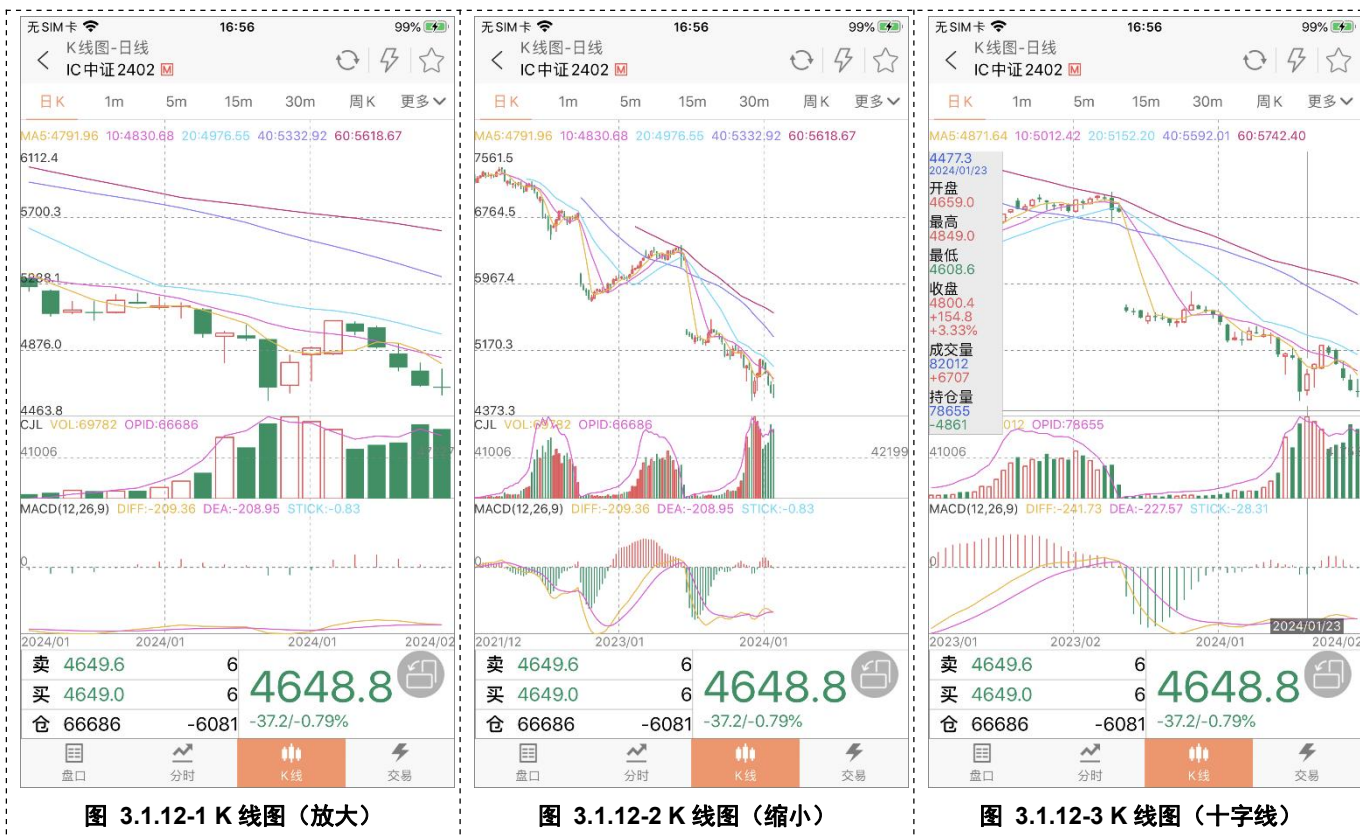 无SIM卡 16:56 99%
K线图-日线
IC中证2402 M
日K 1m 5m 15m 30m 周K 更多
MA5:4791.96 10:4830.68 20:4976.55 40:5332.92 60:5618.67
6112.4
5700.3
5288.1
4876.0
4463.8
CJL VOL:69782 OPID:66686
41006
MACD(12,26,9) DIFF:-209.36 DEA:-208.95 STICK:-0.83
0
2024/01 2024/01 2024/01 2024/02
卖 4649.6 6
买 4649.0 6
仓 66686 -6081
4648.8
-37.2/-0.79%
盘口 分时 K线 交易
图 3.1.12-1 K 线图（放大）
无SIM卡 16:56 99%
K线图-日线
IC中证2402 M
日K 1m 5m 15m 30m 周K 更多
MA5:4791.96 10:4830.68 20:4976.55 40:5332.92 60:5618.67
7561.5
6764.5
5967.4
5170.3
4373.3
CJL VOL:69782 OPID:66686
41006 42199
MACD(12,26,9) DIFF:-209.36 DEA:-208.95 STICK:-0.83
0
2021/12 2023/01 2024/01
卖 4649.6 6
买 4649.0 6
仓 66686 -6081
4648.8
-37.2/-0.79%
盘口 分时 K线 交易
图 3.1.12-2 K 线图（缩小）
无SIM卡 16:56 99%
K线图-日线
IC中证2402 M
日K 1m 5m 15m 30m 周K 更多
MA5:4871.64 10:5012.42 20:5152.20 40:5592.01 60:5742.40
4477.3
2024/01/23
开盘
4659.0
最高
4849.0
最低
4608.6
收盘
4800.4
+154.8
+3.33%
成交量
82012
+6707
持仓量
78655
-4861
012 OPID:78655
41006
MACD(12,26,9) DIFF:-241.73 DEA:-227.57 STICK:-28.31
0
2024/01/23
2023/01 2023/02 2024/01 2024/02
卖 4649.6 6
买 4649.0 6
仓 66686 -6081
4648.8
-37.2/-0.79%
盘口 分时 K线 交易
图 3.1.12-3 K 线图（十字线）